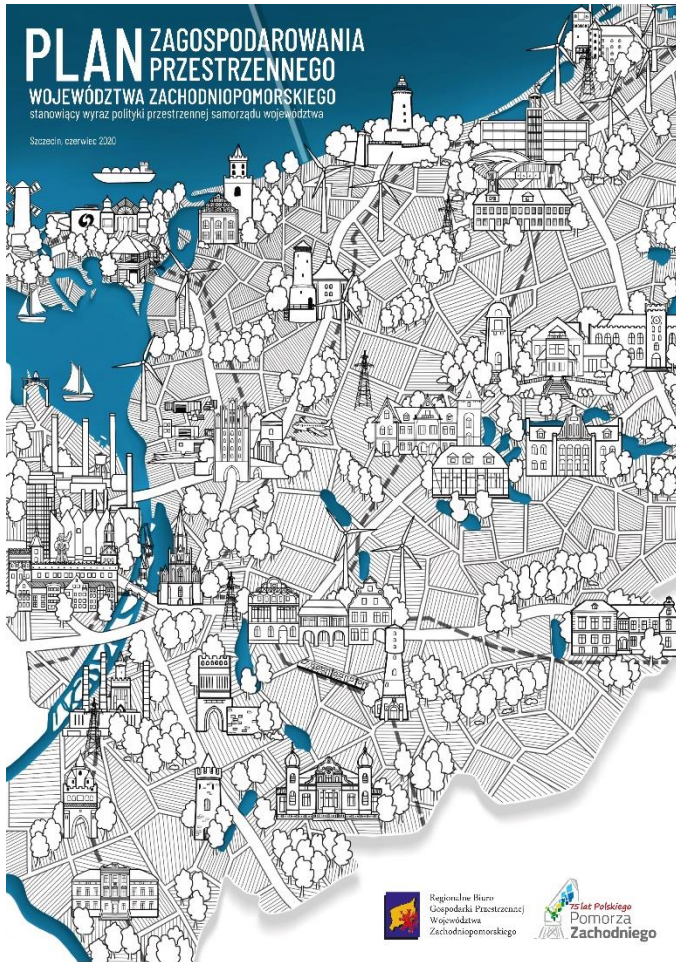 PLAN ZAGOSPODAROWANIA
PRZESTRZENNEGO
WOJEWÓDZTWA ZACHODNIOPOMORSKIEGO
stanowiący wyraz polityki przestrzennej samorządu województwa
Szczecin, czerwiec 2020
Regionalne Biuro
Gospodarki Przestrzennej
Województwa
Zachodniopomorskiego
75 lat Polskiego
Pomorza
Zachodniego